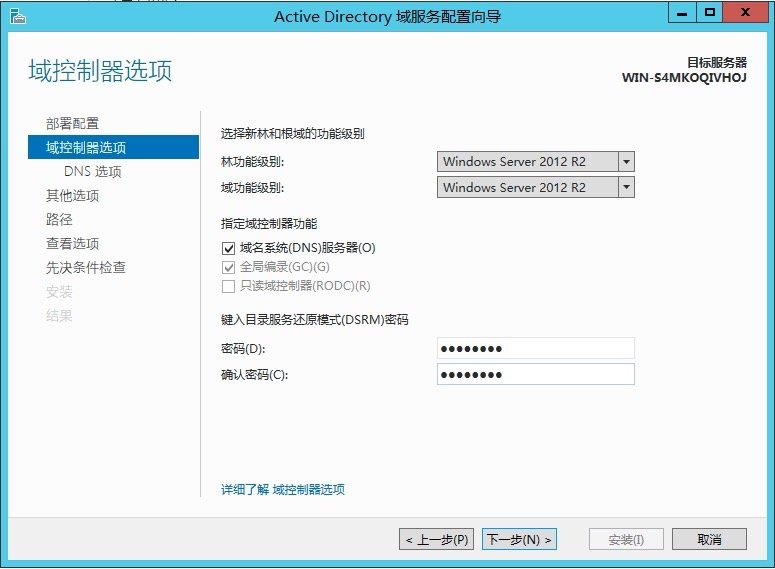 Active Directory 域服务配置向导
域控制器选项
目标服务器
WIN-S4MKOQIVHOJ
部署配置
域控制器选项
DNS 选项
其他选项
路径
查看选项
先决条件检查
安装
结果
选择新林和根域的功能级别
林功能级别: Windows Server 2012 R2
域功能级别: Windows Server 2012 R2
指定域控制器功能
域名系统(DNS)服务器(O)
全局编录(GC)(G)
只读域控制器(RODC)(R)
键入目录服务还原模式(DSRM)密码
密码(D): ●●●●●●●●
确认密码(C): ●●●●●●●●
详细了解 域控制器选项
< 上一步(P) 下一步(N) > 安装(I) 取消